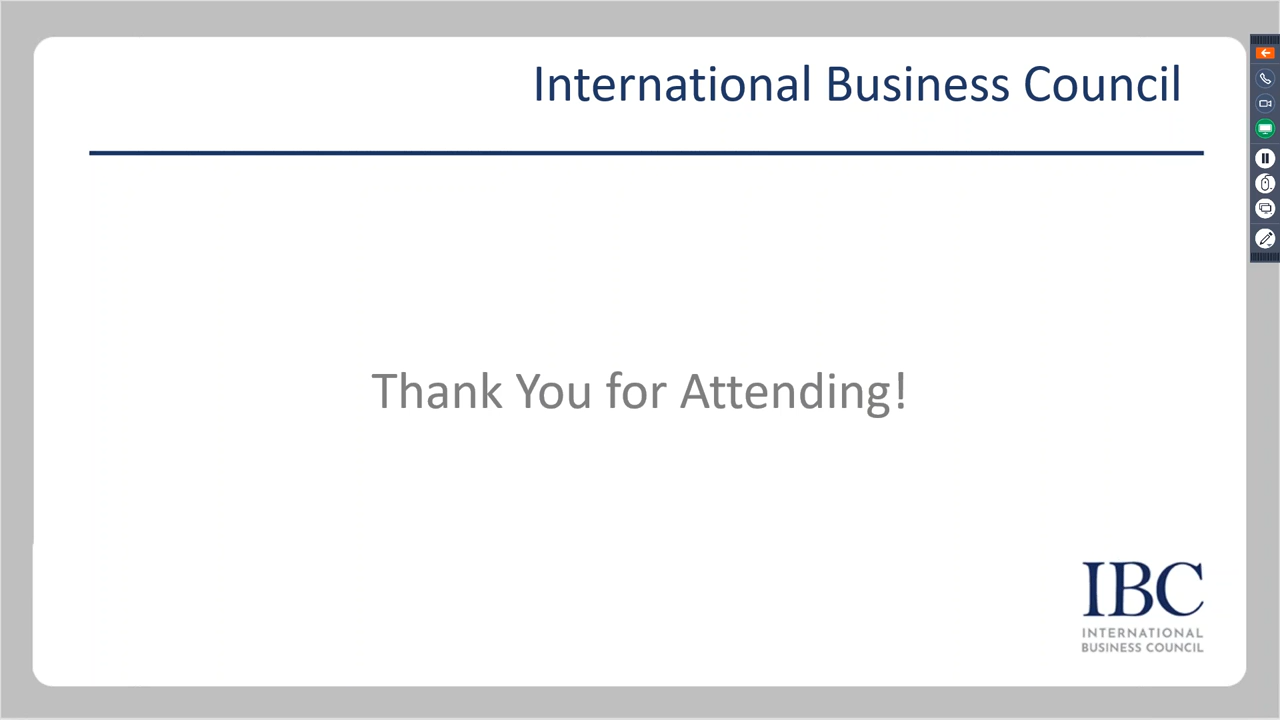 International Business Council
Thank You for Attending!
IBC
INTERNATIONAL
BUSINESS COUNCIL